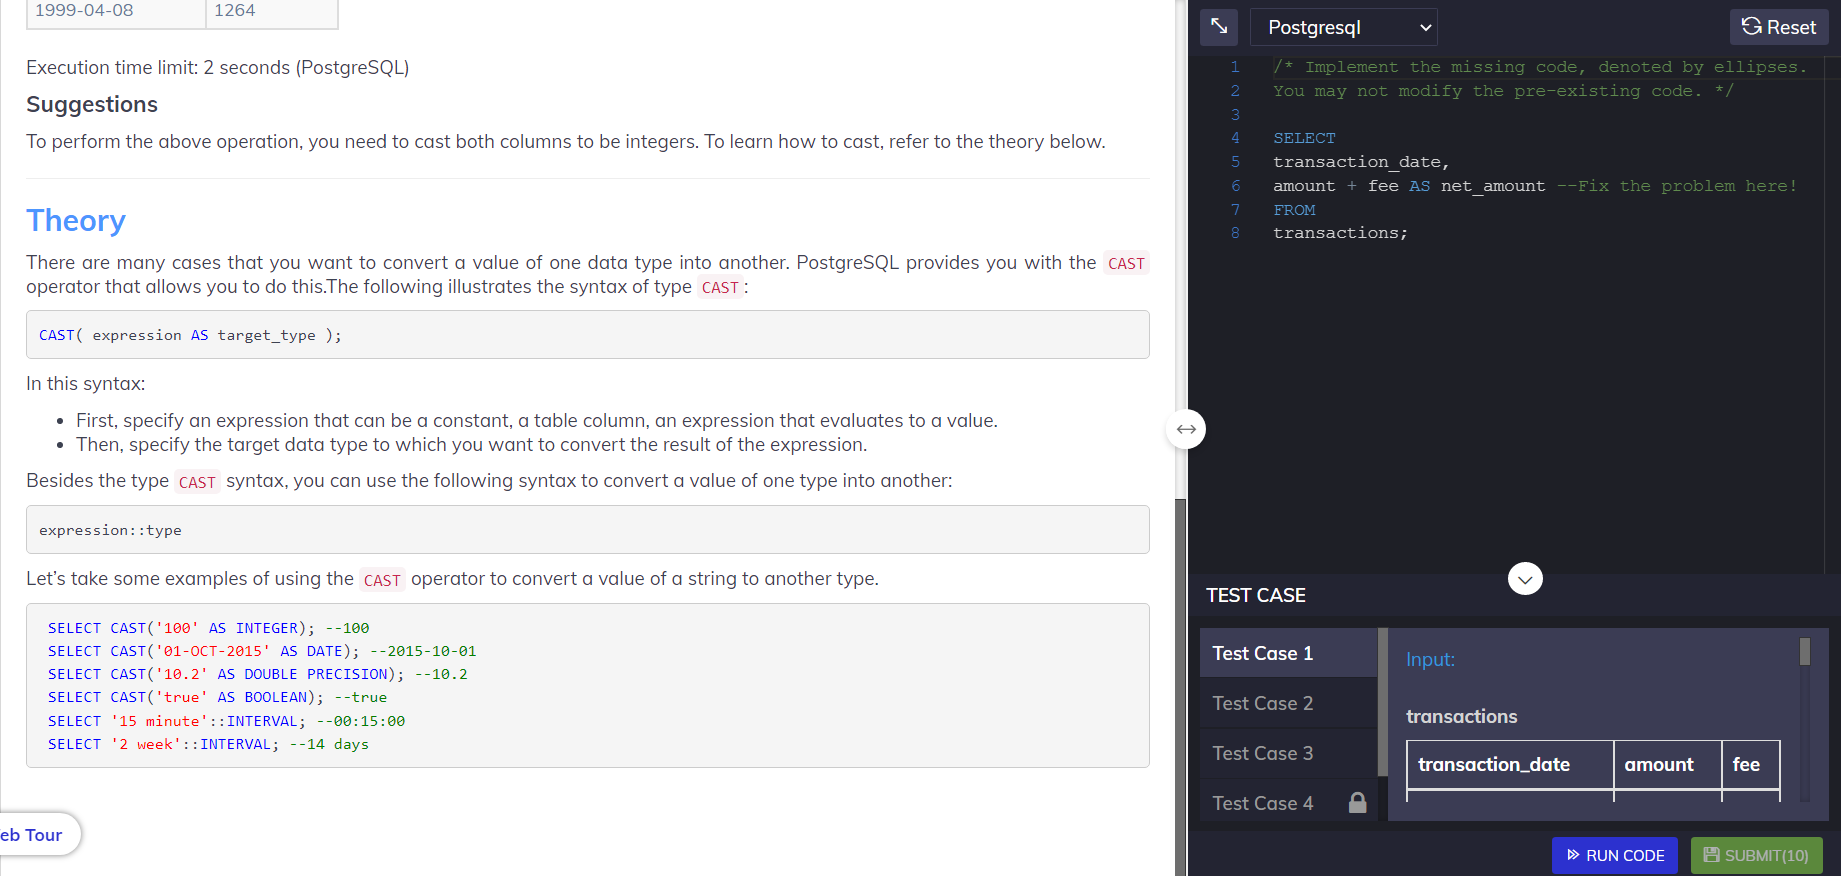 1999-04-08 1264
Execution time limit: 2 seconds (PostgreSQL)
Suggestions
To perform the above operation, you need to cast both columns to be integers. To learn how to cast, refer to the theory below.
Theory
There are many cases that you want to convert a value of one data type into another. PostgreSQL provides you with the CAST
operator that allows you to do this.The following illustrates the syntax of type CAST :
CAST( expression AS target_type );
In this syntax:
• First, specify an expression that can be a constant, a table column, an expression that evaluates to a value.
• Then, specify the target data type to which you want to convert the result of the expression.
Besides the type CAST syntax, you can use the following syntax to convert a value of one type into another:
expression::type
Let’s take some examples of using the CAST operator to convert a value of a string to another type.
SELECT CAST('100' AS INTEGER); --100
SELECT CAST('01-OCT-2015' AS DATE); --2015-10-01
SELECT CAST('10.2' AS DOUBLE PRECISION); --10.2
SELECT CAST('true' AS BOOLEAN); --true
SELECT '15 minute'::INTERVAL; --00:15:00
SELECT '2 week'::INTERVAL; --14 days
eb Tour
Postgresql
Reset
1 /* Implement the missing code, denoted by ellipses.
2 You may not modify the pre-existing code. */
3
4 SELECT
5 transaction_date,
6 amount + fee AS net_amount --Fix the problem here!
7 FROM
8 transactions;
TEST CASE
Test Case 1
Test Case 2
Test Case 3
Test Case 4
Input:
transactions
transaction_date amount fee
RUN CODE
SUBMIT(10)